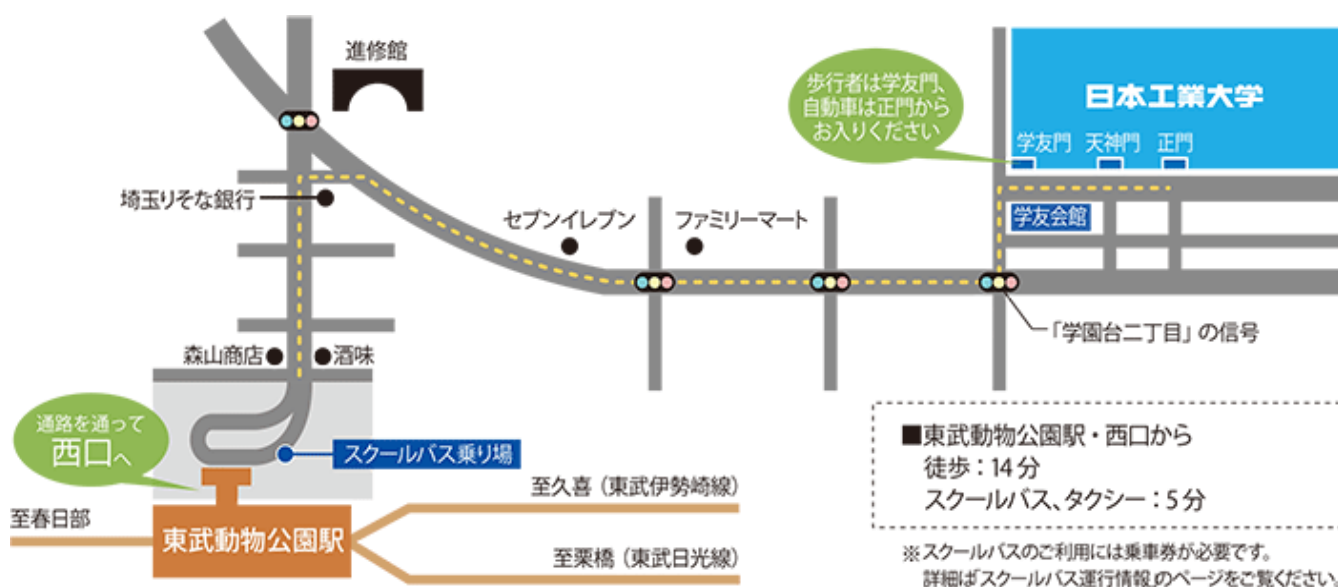 進修館
歩行者は学友門、
自動車は正門から
お入りください
日本工業大学
学友門 天神門 正門
埼玉りそな銀行
セブンイレブン
ファミリーマート
学友会館
「学園台二丁目」の信号
森山商店
酒味
通路を通って
西口へ
スクールバス乗り場
■東武動物公園駅・西口から
徒歩：14分
スクールバス、タクシー：5分
至久喜（東武伊勢崎線）
至春日部
東武動物公園駅
至栗橋（東武日光線）
※スクールバスのご利用には乗車券が必要です。
詳細は「スクールバス運行情報」のページをご覧ください